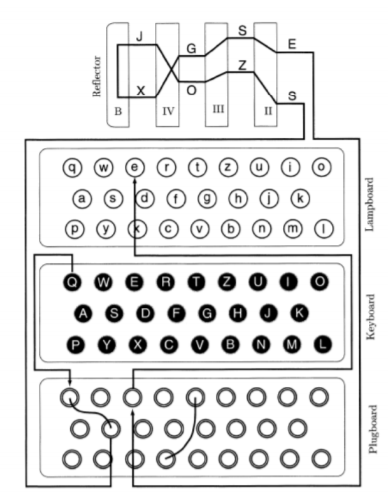 J
S
E
G
Reflector
X
O
Z
S
B
IV
III
II
q w e r t z u i o
a s d f g h j k
p y x c v b n m l
Lampboard
Q W E R T Z U I O
A S D F G H J K
P Y X C V B N M L
Keyboard
Plugboard